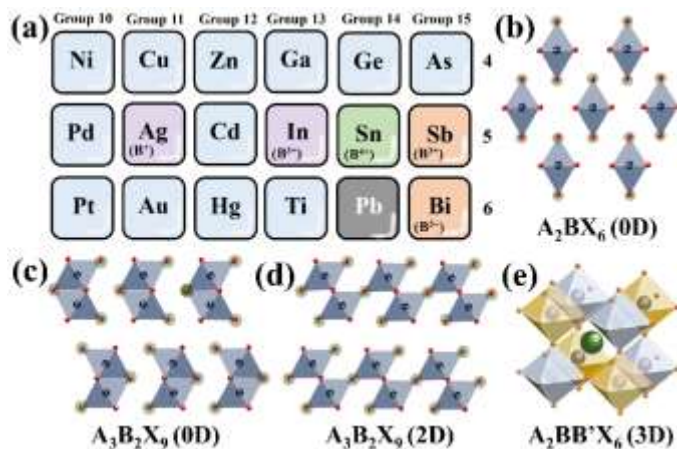 (a)
Group 10 Group 11 Group 12 Group 13 Group 14 Group 15
Ni Cu Zn Ga Ge As 4
Pd Ag Cd In Sn Sb 5
(B⁺) (B³⁺) (B⁴⁺) (B³⁺)
Pt Au Hg Ti Pb Bi 6
(B³⁺)
(b)
A₂BX₆ (0D)
(c)
A₃B₂X₉ (0D)
(d)
A₃B₂X₉ (2D)
(e)
A₂BB’X₆ (3D)